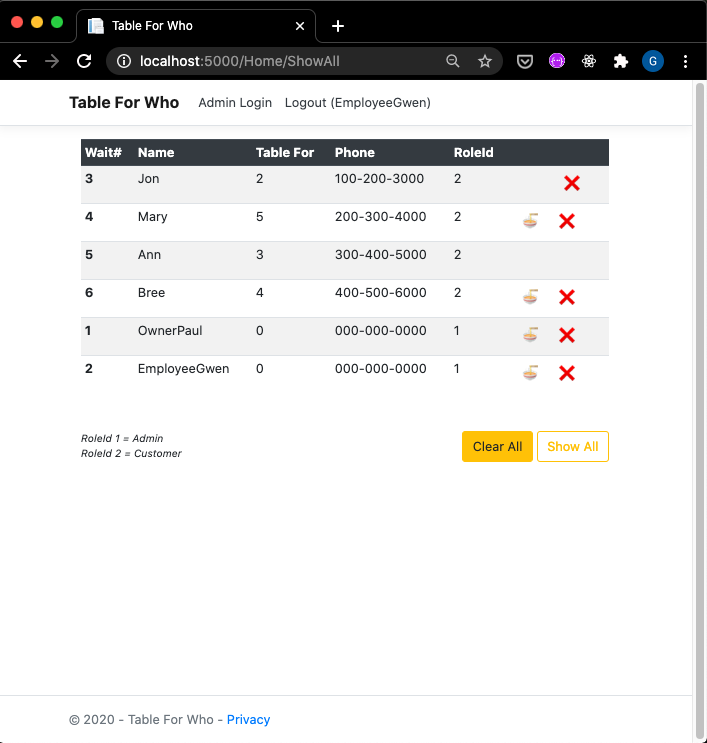 Table For Who
localhost:5000/Home/ShowAll
G
Table For Who Admin Login Logout (EmployeeGwen)
Wait# Name Table For Phone RoleId
3 Jon 2 100-200-3000 2
4 Mary 5 200-300-4000 2
5 Ann 3 300-400-5000 2
6 Bree 4 400-500-6000 2
1 OwnerPaul 0 000-000-0000 1
2 EmployeeGwen 0 000-000-0000 1
RoleId 1 = Admin
RoleId 2 = Customer
Clear All Show All
© 2020 - Table For Who - Privacy